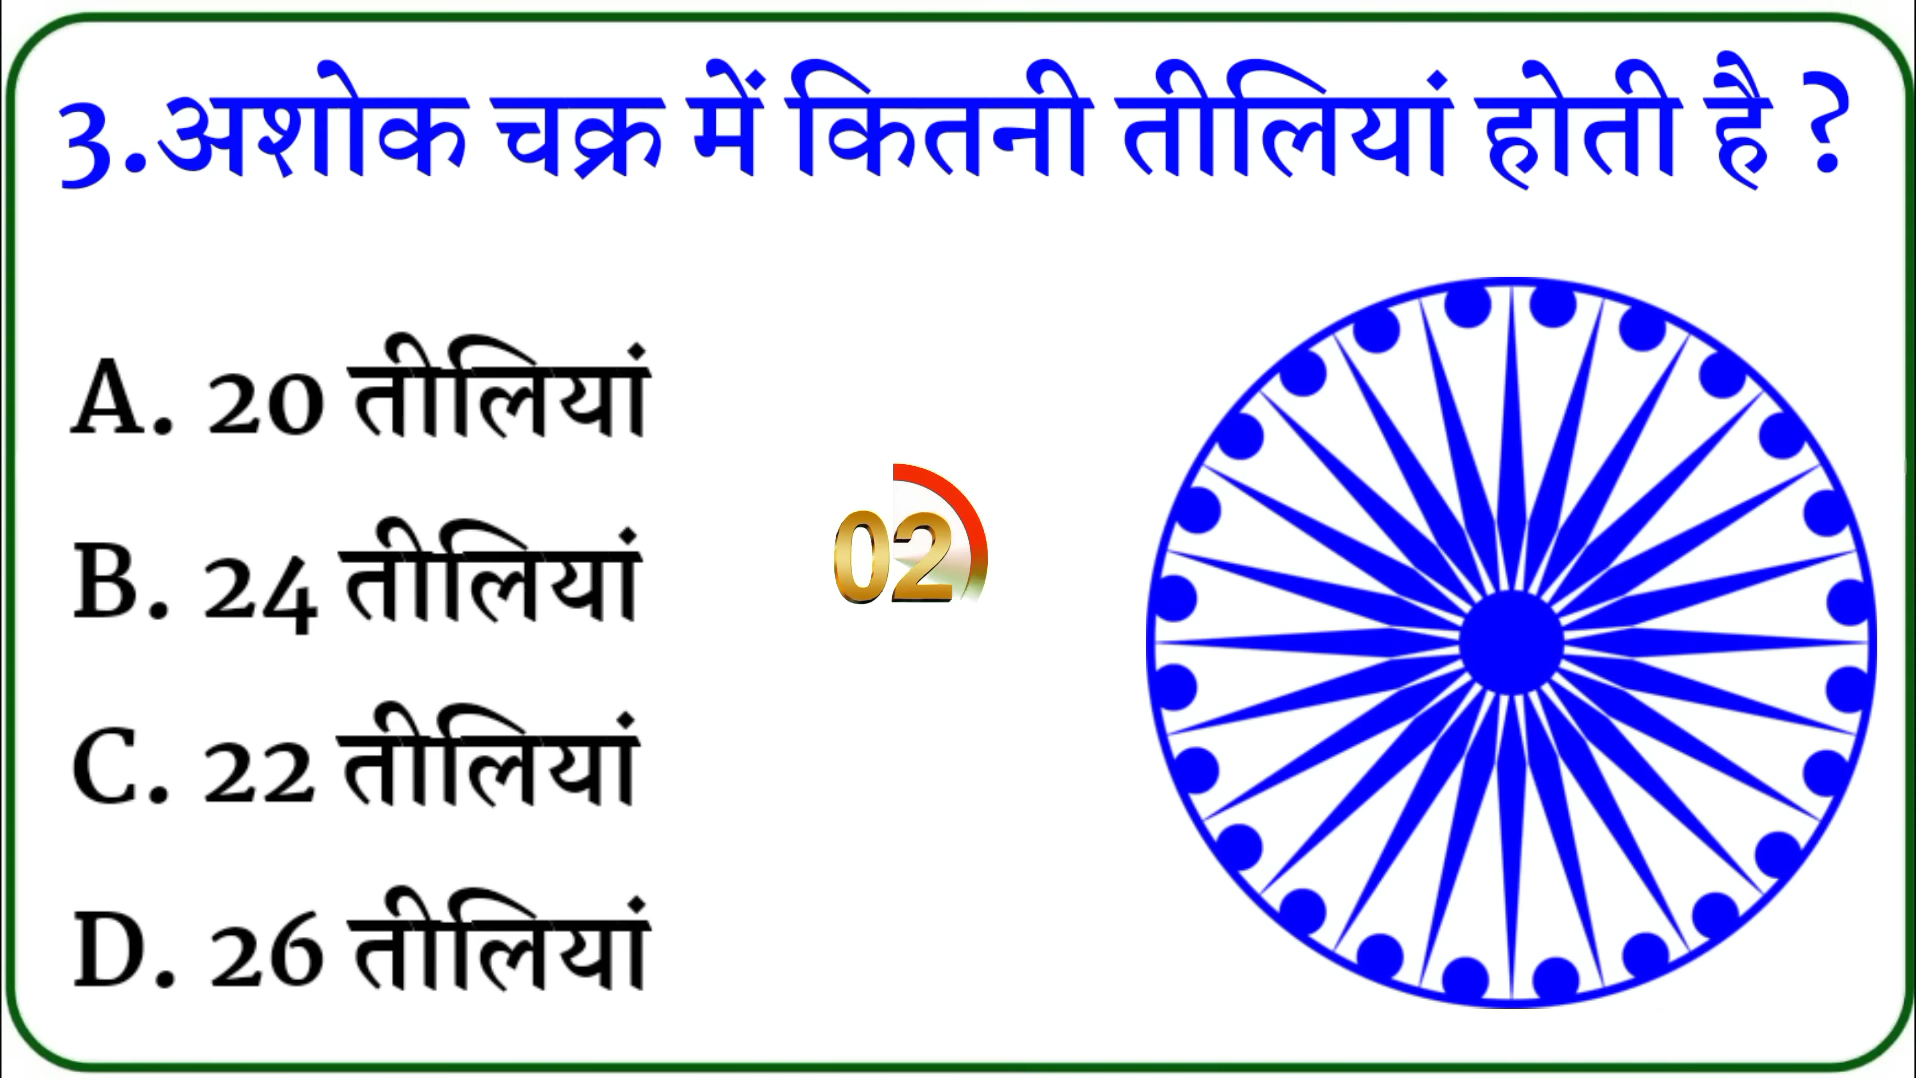 3.अशोक चक्र में कितनी तीलियां होती है ?
A. 20 तीलियां
B. 24 तीलियां
02
C. 22 तीलियां
D. 26 तीलियां